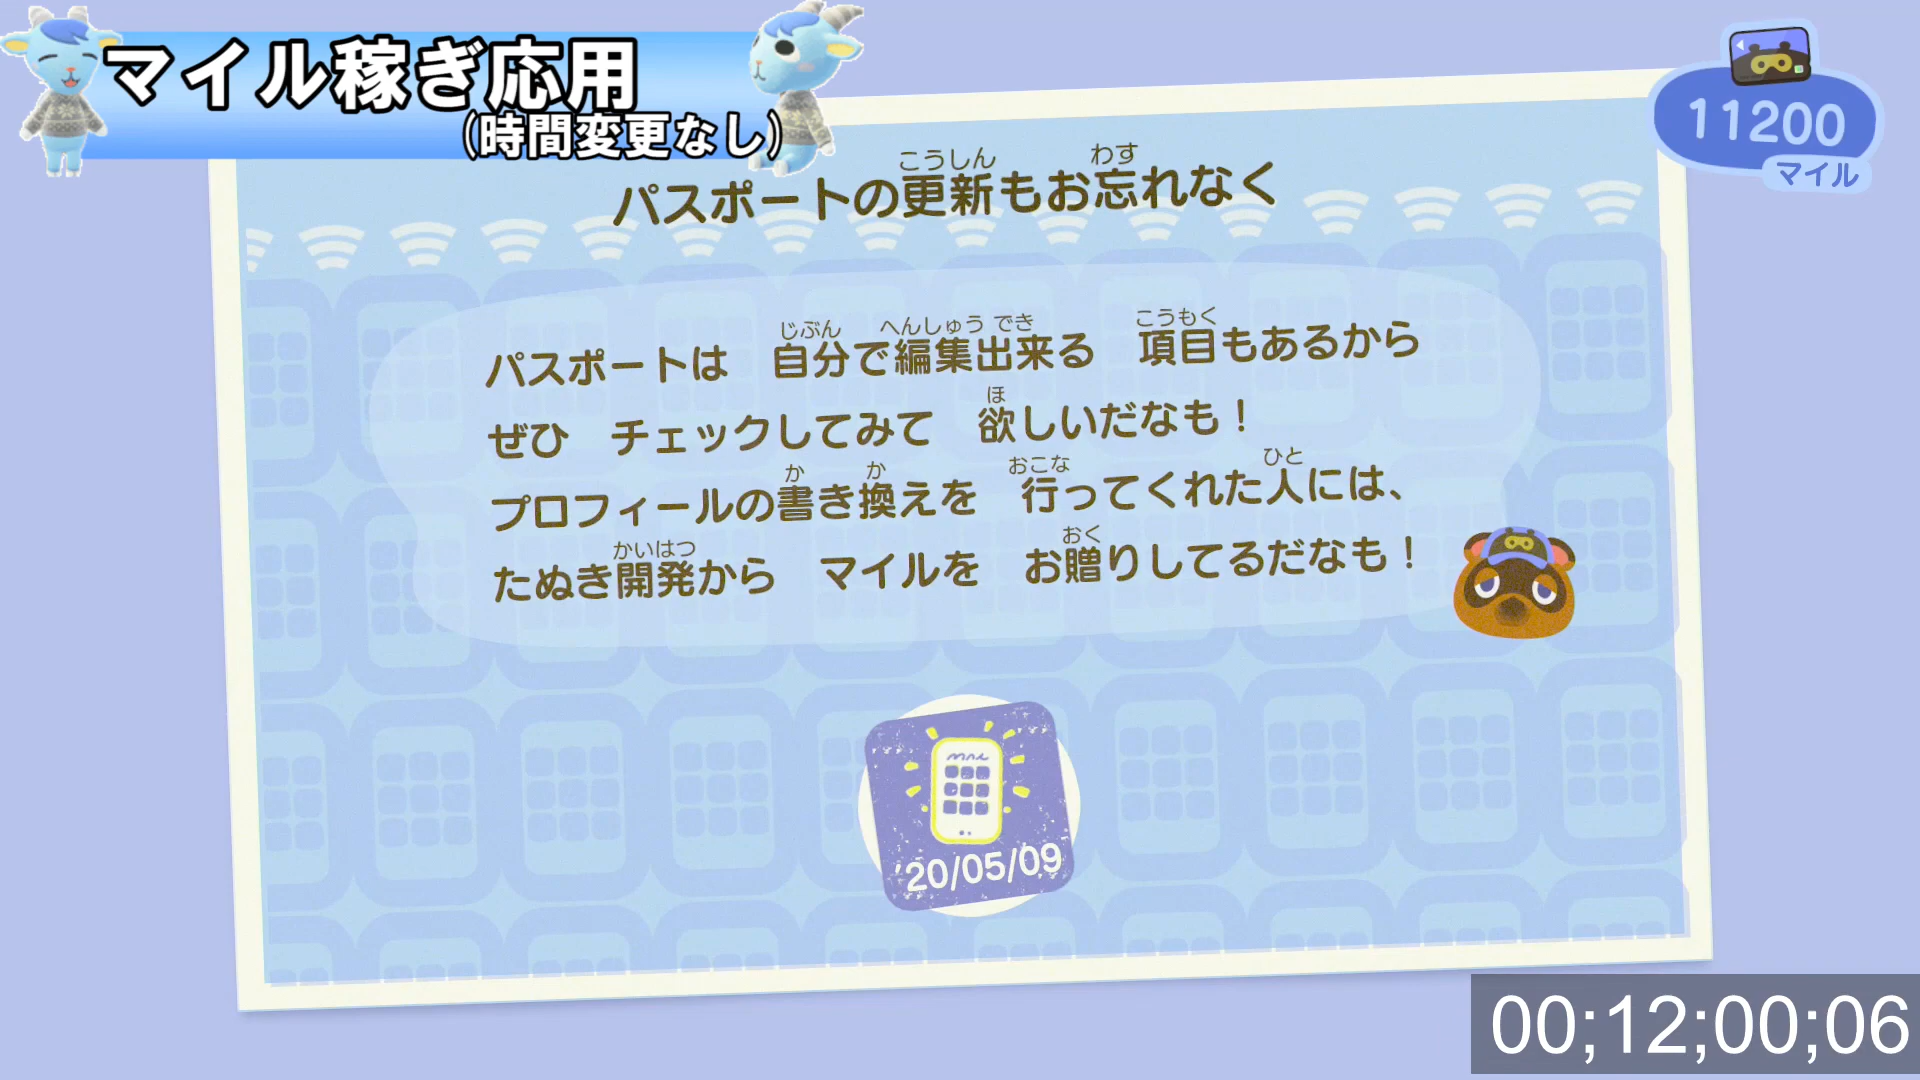 マイル稼ぎ応用
(時間変更なし)
11200
マイル
こうしん わす
パスポートの更新もお忘れなく
じぶん へんしゅう でき こうもく
パスポートは 自分で編集出来る 項目もあるから
ほ
ぜひ チェックしてみて 欲しいだなも！
か か おこな ひと
プロフィールの書き換えを 行ってくれた人には、
かいはつ おく
たぬき開発から マイルを お贈りしてるだなも！
'20/05/09
00;12;00;06